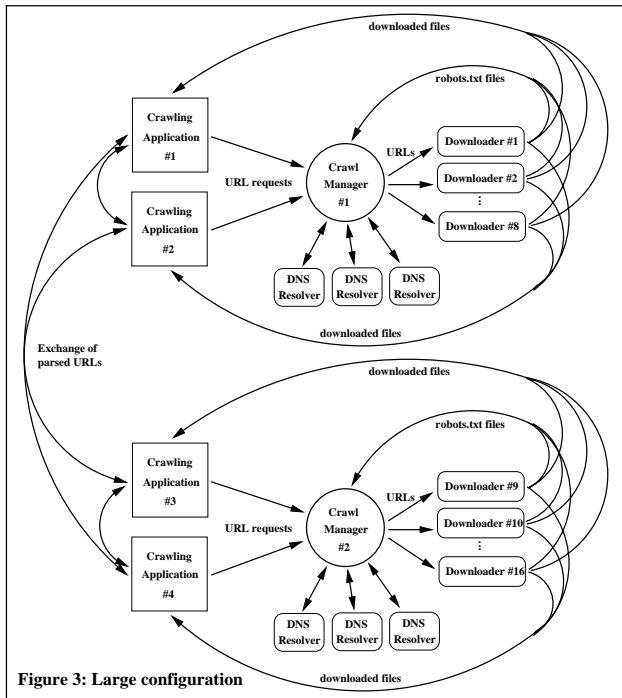 downloaded files
robots.txt files
Crawling
Application
#1
URL requests
Crawl
Manager
#1
URLs
Downloader #1
Downloader #2
...
Downloader #8
Crawling
Application
#2
DNS
Resolver
DNS
Resolver
DNS
Resolver
downloaded files
Exchange of
parsed URLs
downloaded files
robots.txt files
Crawling
Application
#3
URL requests
Crawl
Manager
#2
URLs
Downloader #9
Downloader #10
...
Downloader #16
Crawling
Application
#4
DNS
Resolver
DNS
Resolver
DNS
Resolver
downloaded files
Figure 3: Large configuration